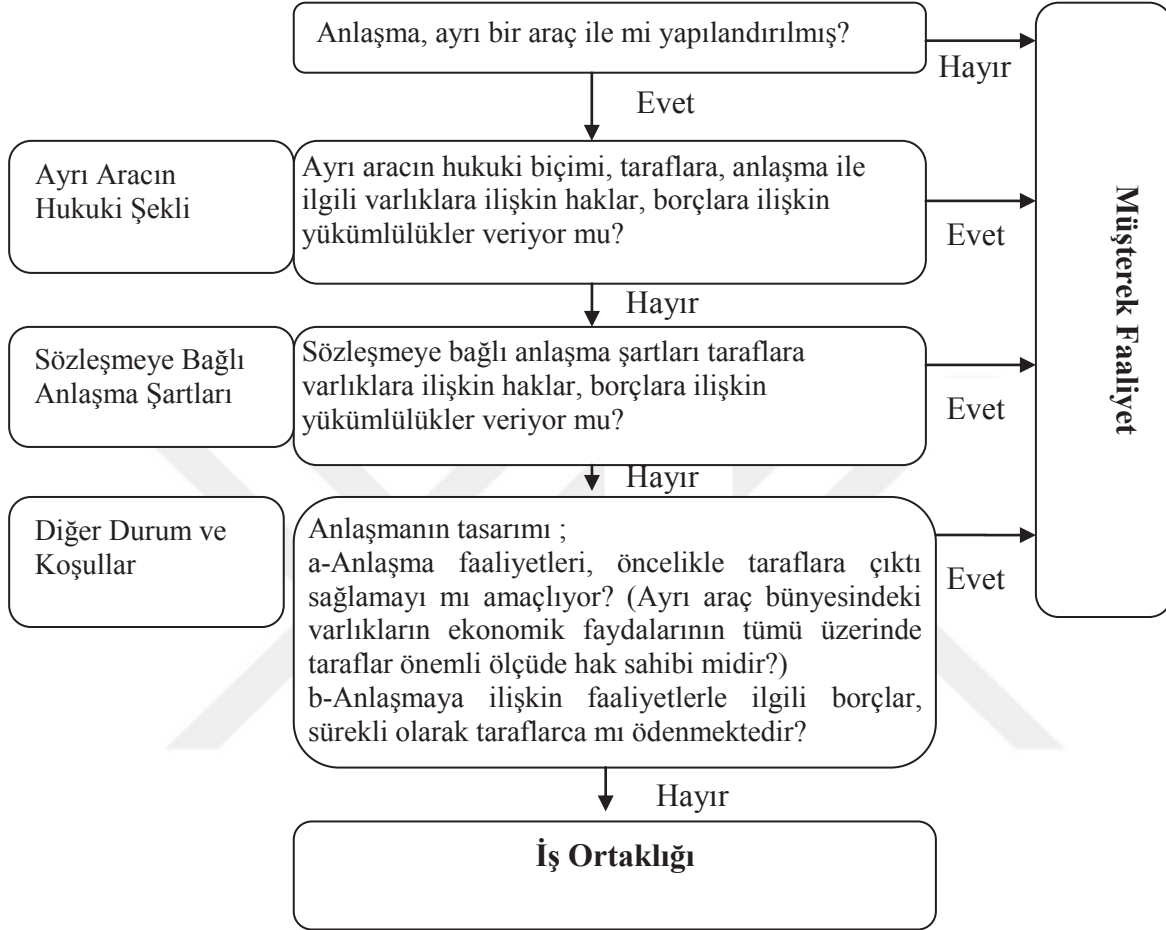 Anlaşma, ayrı bir araç ile mi yapılandırılmış?
Hayır
Evet
Ayrı Aracın
Hukuki Şekli
Ayrı aracın hukuki biçimi, taraflara, anlaşma ile
ilgili varlıklara ilişkin haklar, borçlara ilişkin
yükümlülükler veriyor mu?
Evet
Hayır
Sözleşmeye Bağlı
Anlaşma Şartları
Sözleşmeye bağlı anlaşma şartları taraflara
varlıklara ilişkin haklar, borçlara ilişkin
yükümlülükler veriyor mu?
Evet
Hayır
Diğer Durum ve
Koşullar
Anlaşmanın tasarımı ;
a-Anlaşma faaliyetleri, öncelikle taraflara çıktı
sağlamayı mı amaçlıyor? (Ayrı araç bünyesindeki
varlıkların ekonomik faydalarının tümü üzerinde
taraflar önemli ölçüde hak sahibi midir?)
b-Anlaşmaya ilişkin faaliyetlerle ilgili borçlar,
sürekli olarak taraflarca mı ödenmektedir?
Evet
Hayır
İş Ortaklığı
Müşterek Faaliyet